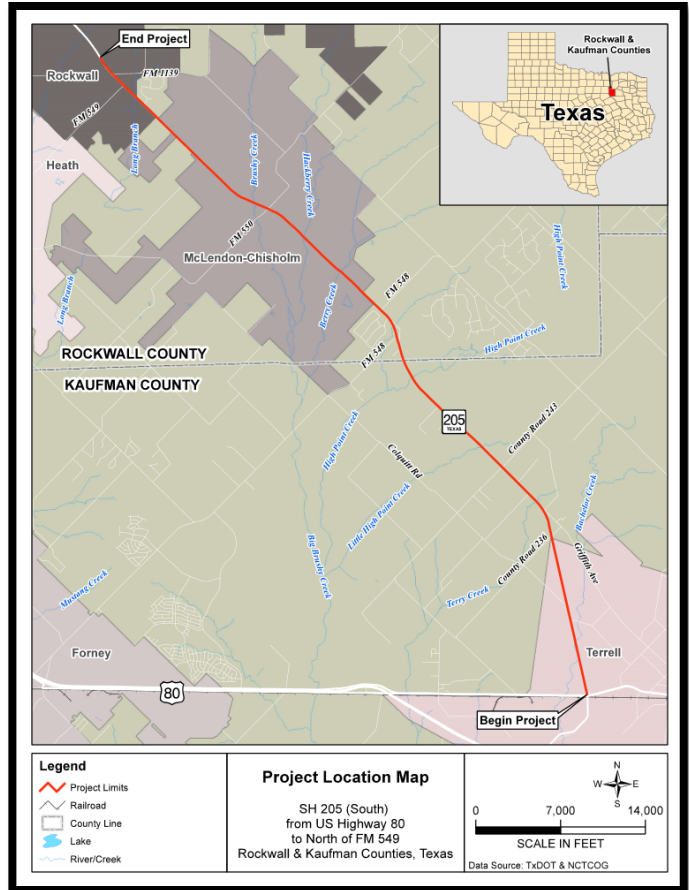 End Project
Rockwall
FM 1139
FM 549
Long Branch
Heath
Brushy Creek
Hackberry Creek
FM 550
McLendon-Chisholm
Long Branch
Berry Creek
FM 548
High Point Creek
Rockwall &
Kaufman Counties
Texas
ROCKWALL COUNTY
KAUFMAN COUNTY
FM 548
High Point Creek
205
TEXAS
County Road 243
High Point Creek
Colquitt Rd
Little High Point Creek
Bachelor Creek
Big Brushy Creek
County Road 236
Griffith Ave
Mustang Creek
Terry Creek
Forney
Terrell
80
Begin Project
Legend
Project Limits
Railroad
County Line
Lake
River/Creek
Project Location Map
SH 205 (South)
from US Highway 80
to North of FM 549
Rockwall & Kaufman Counties, Texas
N
W E
S
0 7,000 14,000
SCALE IN FEET
Data Source: TxDOT & NCTCOG